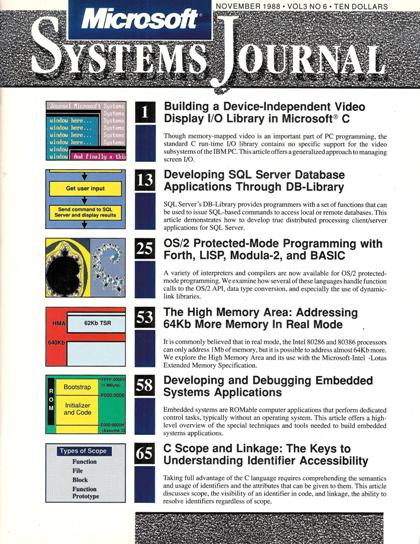 NOVEMBER 1988 • VOL3 NO 6 • TEN DOLLARS
Microsoft®
SYSTEMS JOURNAL
Journal Microsoft Systems
window here... Systems
window here... Systems
window here... Systems
window here... Systems
window And finally a this
1
Building a Device-Independent Video
Display I/O Library in Microsoft® C
Though memory-mapped video is an important part of PC programming, the
standard C run-time I/O library contains no specific support for the video
subsystems of the IBM PC. This article offers a generalized approach to managing
screen I/O.
Get user input
Send command to SQL
Server and display results
13
Developing SQL Server Database
Applications Through DB-Library
SQL Server's DB-Library provides programmers with a set of functions that can
be used to issue SQL-based commands to access local or remote databases. This
article demonstrates how to develop true distributed processing client/server
applications for SQL Server.
25
OS/2 Protected-Mode Programming with
Forth, LISP, Modula-2, and BASIC
A variety of interpreters and compilers are now available for OS/2 protected-
mode programming. We examine how several of these languages handle function
calls to the OS/2 API, data type conversion, and especially the use of dynamic-
link libraries.
HMA
62Kb TSR
640Kb
53
The High Memory Area: Addressing
64Kb More Memory In Real Mode
It is commonly believed that in real mode, the Intel 80286 and 80386 processors
can only address 1Mb of memory, but it is possible to address almost 64Kb more.
We explore the High Memory Area and its use with the Microsoft-Intel -Lotus
Extended Memory Specification.
ROM
Bootstrap
Initializer
and Code
58
Developing and Debugging Embedded
Systems Applications
Embedded systems are ROMable computer applications that perform dedicated
control tasks, typically without an operating system. This article offers a high-
level overview of the special techniques and tools needed to build embedded
systems applications.
Types of Scope
Function
File
Block
Function
Prototype
65
C Scope and Linkage: The Keys to
Understanding Identifier Accessibility
Taking full advantage of the C language requires comprehending the semantics
and usage of identifiers and the attributes that can be given to them. This article
discusses scope, the visibility of an identifier in code, and linkage, the ability to
resolve identifiers regardless of scope.